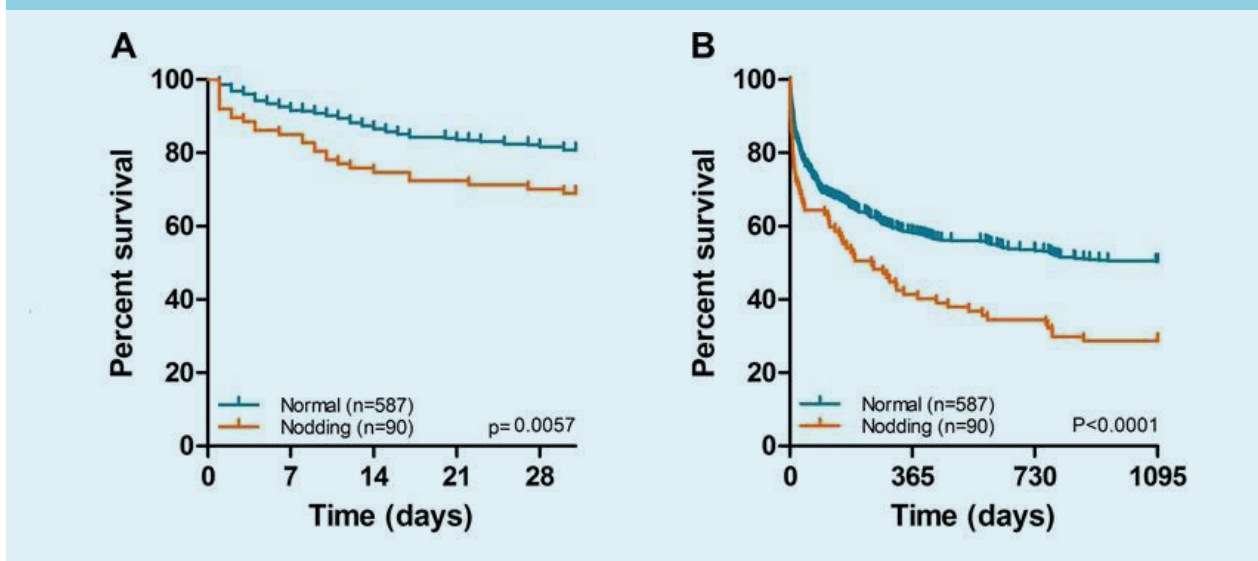 A
Percent survival
100
80
60
40
20
0
Normal (n=587)
Nodding (n=90)
p= 0.0057
0 7 14 21 28
Time (days)
B
Percent survival
100
80
60
40
20
0
Normal (n=587)
Nodding (n=90)
P<0.0001
0 365 730 1095
Time (days)